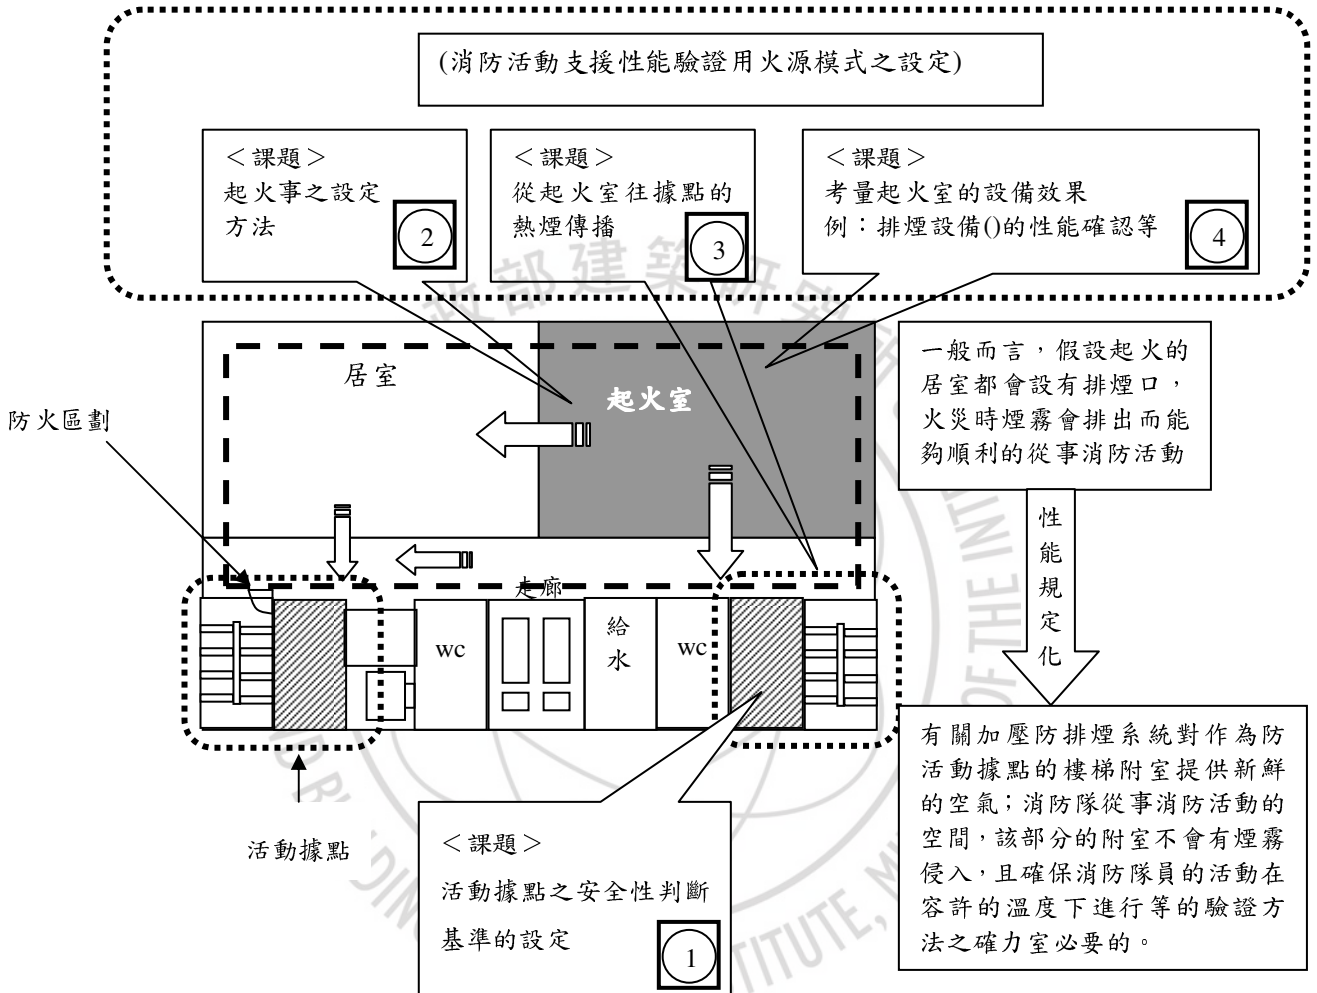 (消防活動支援性能驗證用火源模式之設定)
＜課題＞
起火事之設定
方法
2
＜課題＞
從起火室往據點的
熱煙傳播
3
＜課題＞
考量起火室的設備效果
例：排煙設備()的性能確認等
4
居室
起火室
防火區劃
一般而言，假設起火的
居室都會設有排煙口，
火災時煙霧會排出而能
夠順利的從事消防活動
性
能
規
定
化
走廊
wc
給
水
wc
活動據點
＜課題＞
活動據點之安全性判斷
基準的設定
1
有關加壓防排煙系統對作為防
活動據點的樓梯附室提供新鮮
的空氣；消防隊從事消防活動的
空間，該部分的附室不會有煙霧
侵入，且確保消防隊員的活動在
容許的溫度下進行等的驗證方
法之確力室必要的。